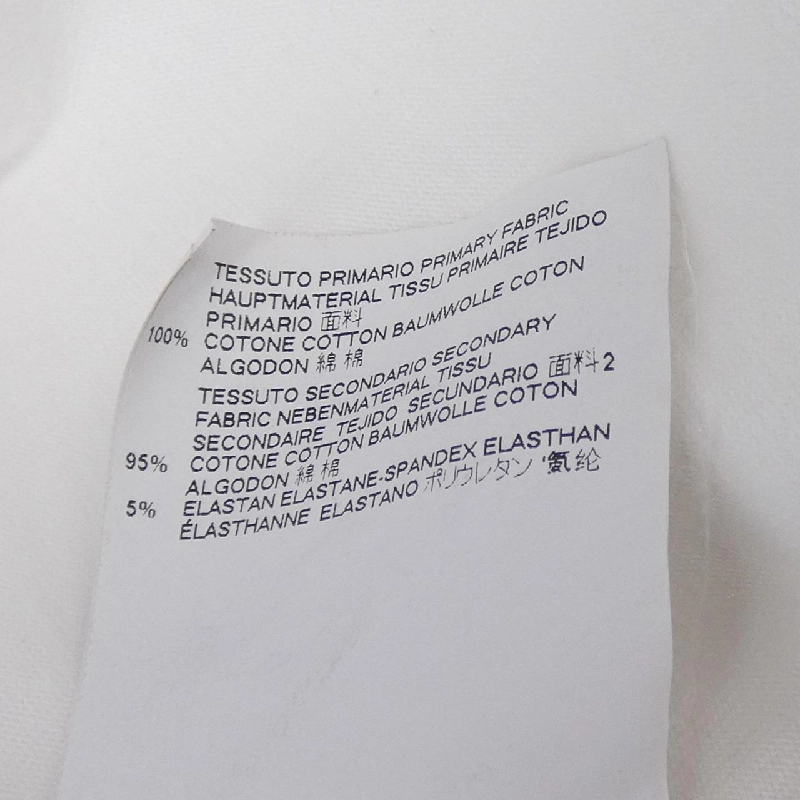 TESSUTO PRIMARIO PRIMARY FABRIC
HAUPTMATERIAL TISSU PRIMAIRE TEJIDO
PRIMARIO 面料
100% COTONE COTTON BAUMWOLLE COTON
ALGODON 綿 棉
TESSUTO SECONDARIO SECONDARY
FABRIC NEBENMATERIAL TISSU
SECONDAIRE TEJIDO SECUNDARIO 面料2
95% COTONE COTTON BAUMWOLLE COTON
ALGODON 綿 棉
5% ELASTAN ELASTANE-SPANDEX ELASTHAN
ÉLASTHANNE ELASTANO ポリウレタン 氨纶